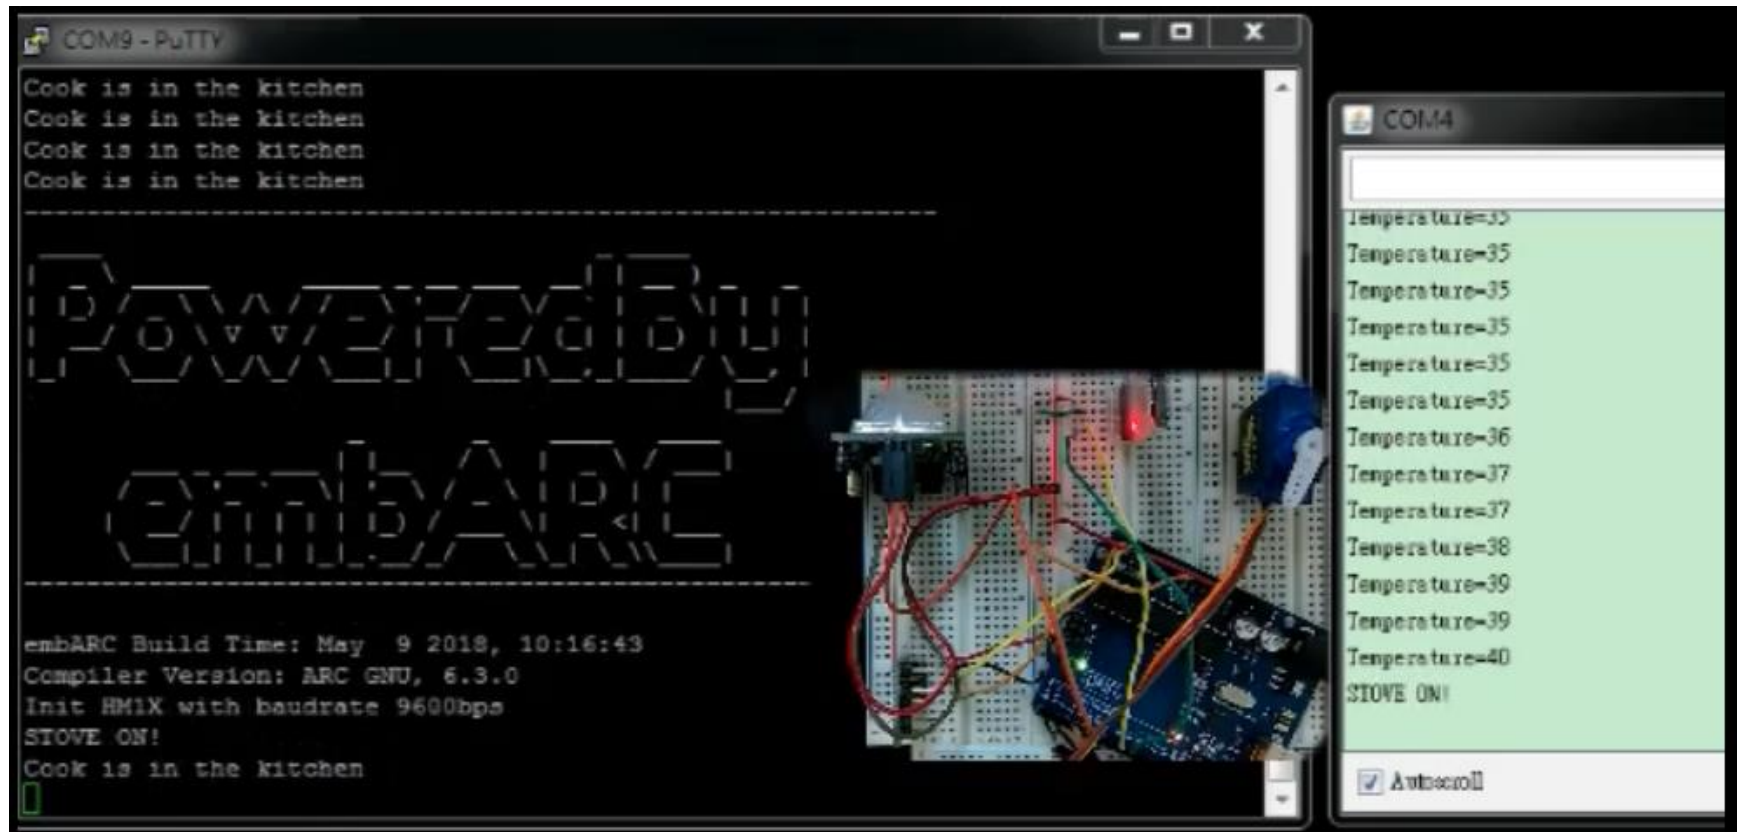 COM9 - PuTTY
Cook is in the kitchen
Cook is in the kitchen
Cook is in the kitchen
Cook is in the kitchen
PoweredBy
embARC
embARC Build Time: May 9 2018, 10:16:43
Compiler Version: ARC GNU, 6.3.0
Init HM1X with baudrate 9600bps
STOVE ON!
Cook is in the kitchen
COM4
Temperature=35
Temperature=35
Temperature=35
Temperature=35
Temperature=35
Temperature=35
Temperature=36
Temperature=37
Temperature=37
Temperature=38
Temperature=39
Temperature=39
Temperature=40
STOVE ON!
Autoscroll